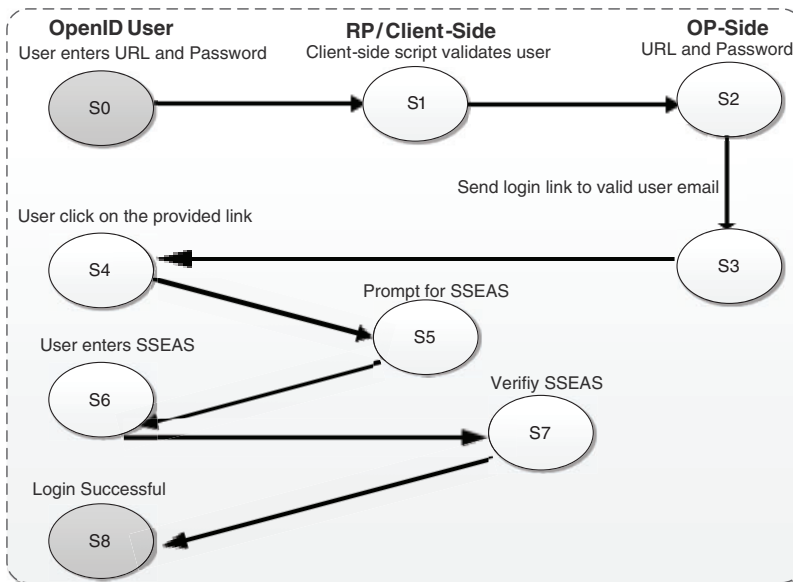 OpenID User
RP/Client-Side
OP-Side
User enters URL and Password
Client-side script validates user
URL and Password
S0
S1
S2
Send login link to valid user email
User click on the provided link
S4
S3
Prompt for SSEAS
S5
User enters SSEAS
S6
Verifiy SSEAS
S7
Login Successful
S8